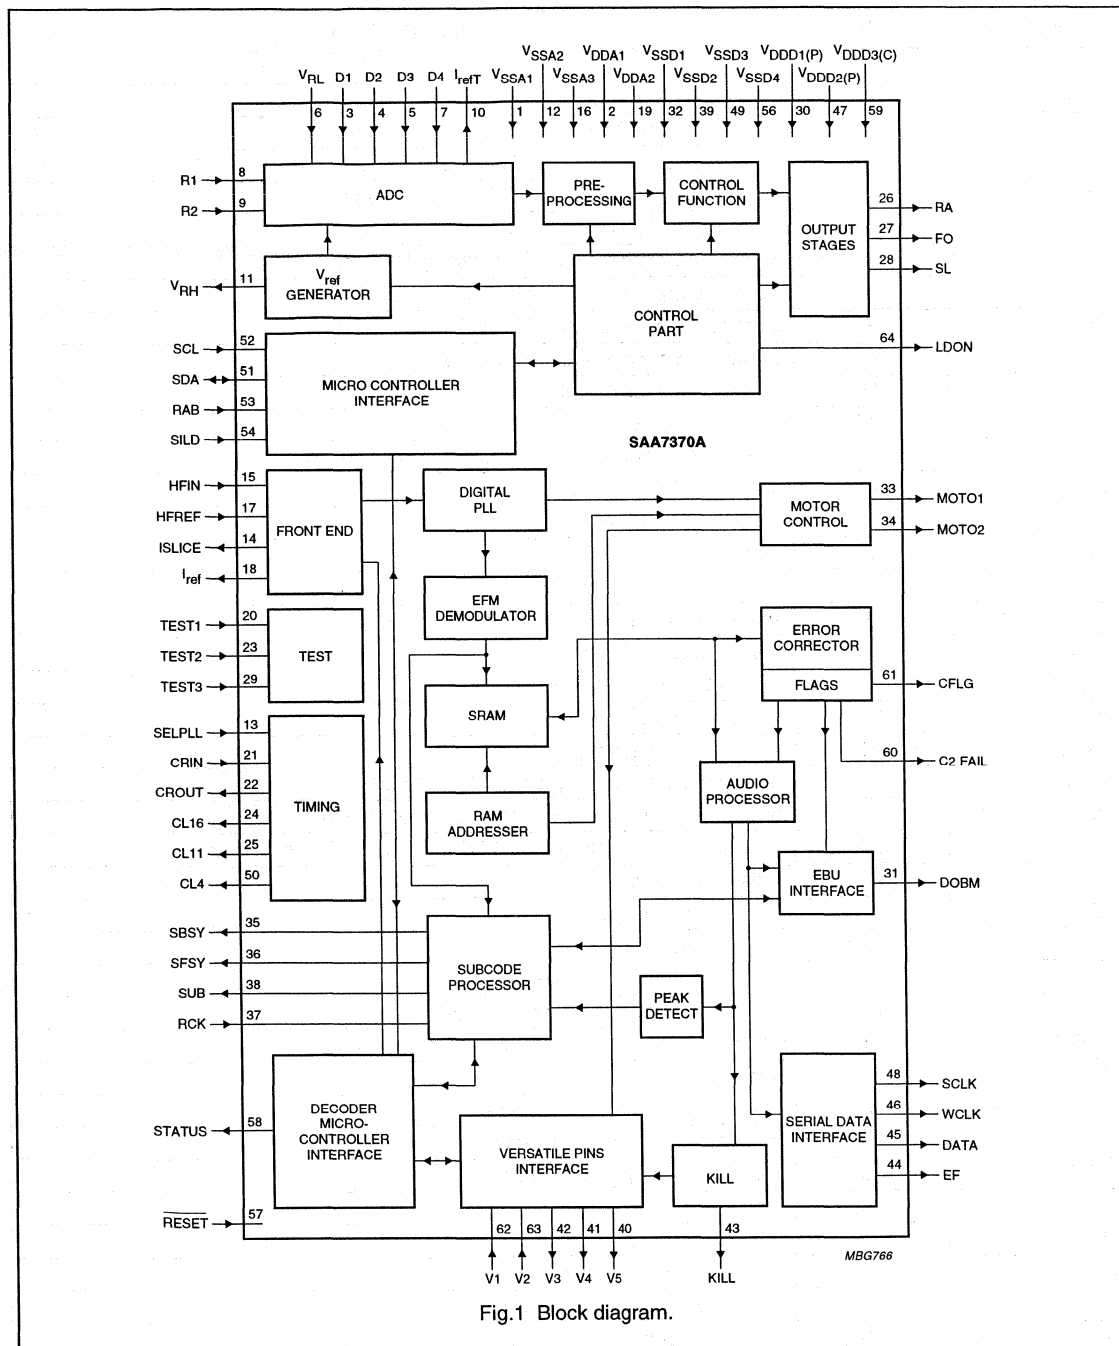 VSSA2 VDDA1 VSSD1 VSSD3 VDDD1(P) VDDD3(C)
VRL D1 D2 D3 D4 IrefT VSSA1 VSSA3 VDDA2 VSSD2 VSSD4 VDDD2(P)
6 3 4 5 7 10 1 12 16 2 19 32 39 49 56 30 47 59
R1 8
R2 9
ADC
PRE-
PROCESSING
CONTROL
FUNCTION
OUTPUT
STAGES
26 RA
27 FO
28 SL
VRH 11
Vref
GENERATOR
CONTROL
PART
64 LDON
SCL 52
SDA 51
RAB 53
SILD 54
MICRO CONTROLLER
INTERFACE
SAA7370A
HFIN 15
HFREF 17
ISLICE 14
Iref 18
FRONT END
DIGITAL
PLL
MOTOR
CONTROL
33 MOTO1
34 MOTO2
EFM
DEMODULATOR
TEST1 20
TEST2 23
TEST3 29
TEST
ERROR
CORRECTOR
FLAGS
61 CFLG
60 C2 FAIL
SRAM
SELPLL 13
CRIN 21
CROUT 22
CL16 24
CL11 25
CL4 50
TIMING
RAM
ADDRESSER
AUDIO
PROCESSOR
EBU
INTERFACE
31 DOBM
SBSY 35
SFSY 36
SUB 38
RCK 37
SUBCODE
PROCESSOR
PEAK
DETECT
STATUS 58
DECODER
MICRO-
CONTROLLER
INTERFACE
VERSATILE PINS
INTERFACE
KILL
SERIAL DATA
INTERFACE
48 SCLK
46 WCLK
45 DATA
44 EF
RESET 57
62 63 42 41 40 43
V1 V2 V3 V4 V5 KILL
MBG766
Fig.1 Block diagram.